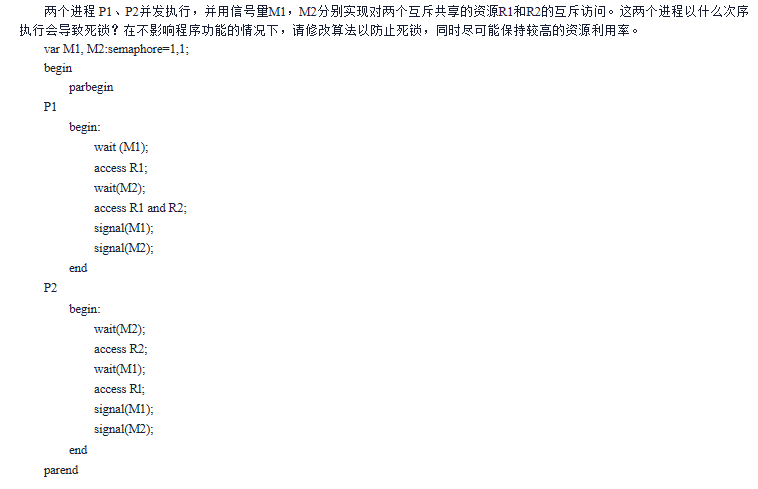 两个进程 P1、P2并发执行，并用信号量M1，M2分别实现对两个互斥共享的资源R1和R2的互斥访问。这两个进程以什么次序
执行会导致死锁？在不影响程序功能的情况下，请修改算法以防止死锁，同时尽可能保持较高的资源利用率。
var M1, M2:semaphore=1,1;
begin
parbegin
P1
begin:
wait (M1);
access R1;
wait(M2);
access R1 and R2;
signal(M1);
signal(M2);
end
P2
begin:
wait(M2);
access R2;
wait(M1);
access Rl;
signal(M1);
signal(M2);
end
parend